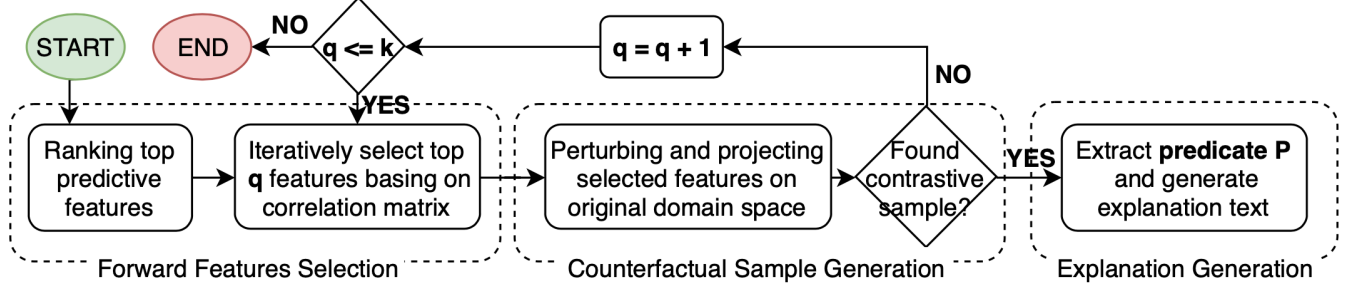 START
END
NO
q <= k
q = q + 1
NO
YES
Ranking top
predictive
features
Iteratively select top
q features basing on
correlation matrix
Perturbing and projecting
selected features on
original domain space
Found
contrastive
sample?
YES
Extract predicate P
and generate
explanation text
Forward Features Selection
Counterfactual Sample Generation
Explanation Generation